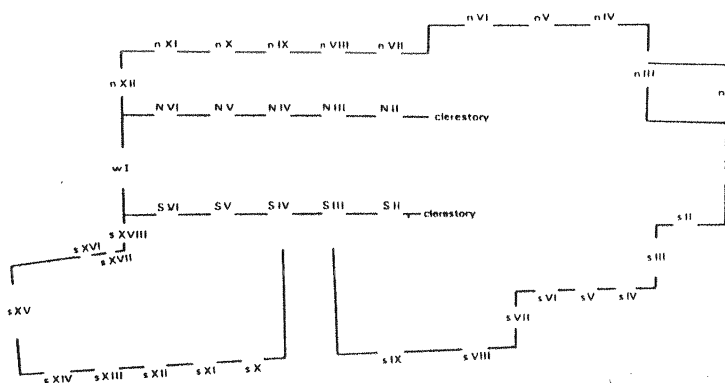 n VI n V n IV
n XI n X n IX n VIII n VII
n III
n XII
n
N VI N V N IV N III N II clerestory
w I
S VI S V S IV S III S II clerestory
s II
s XVIII
s XVI
s XVII
s III
s XV
s VI s V s IV
s VII
s IX s VIII
s XIV s XIII s XII s XI s X